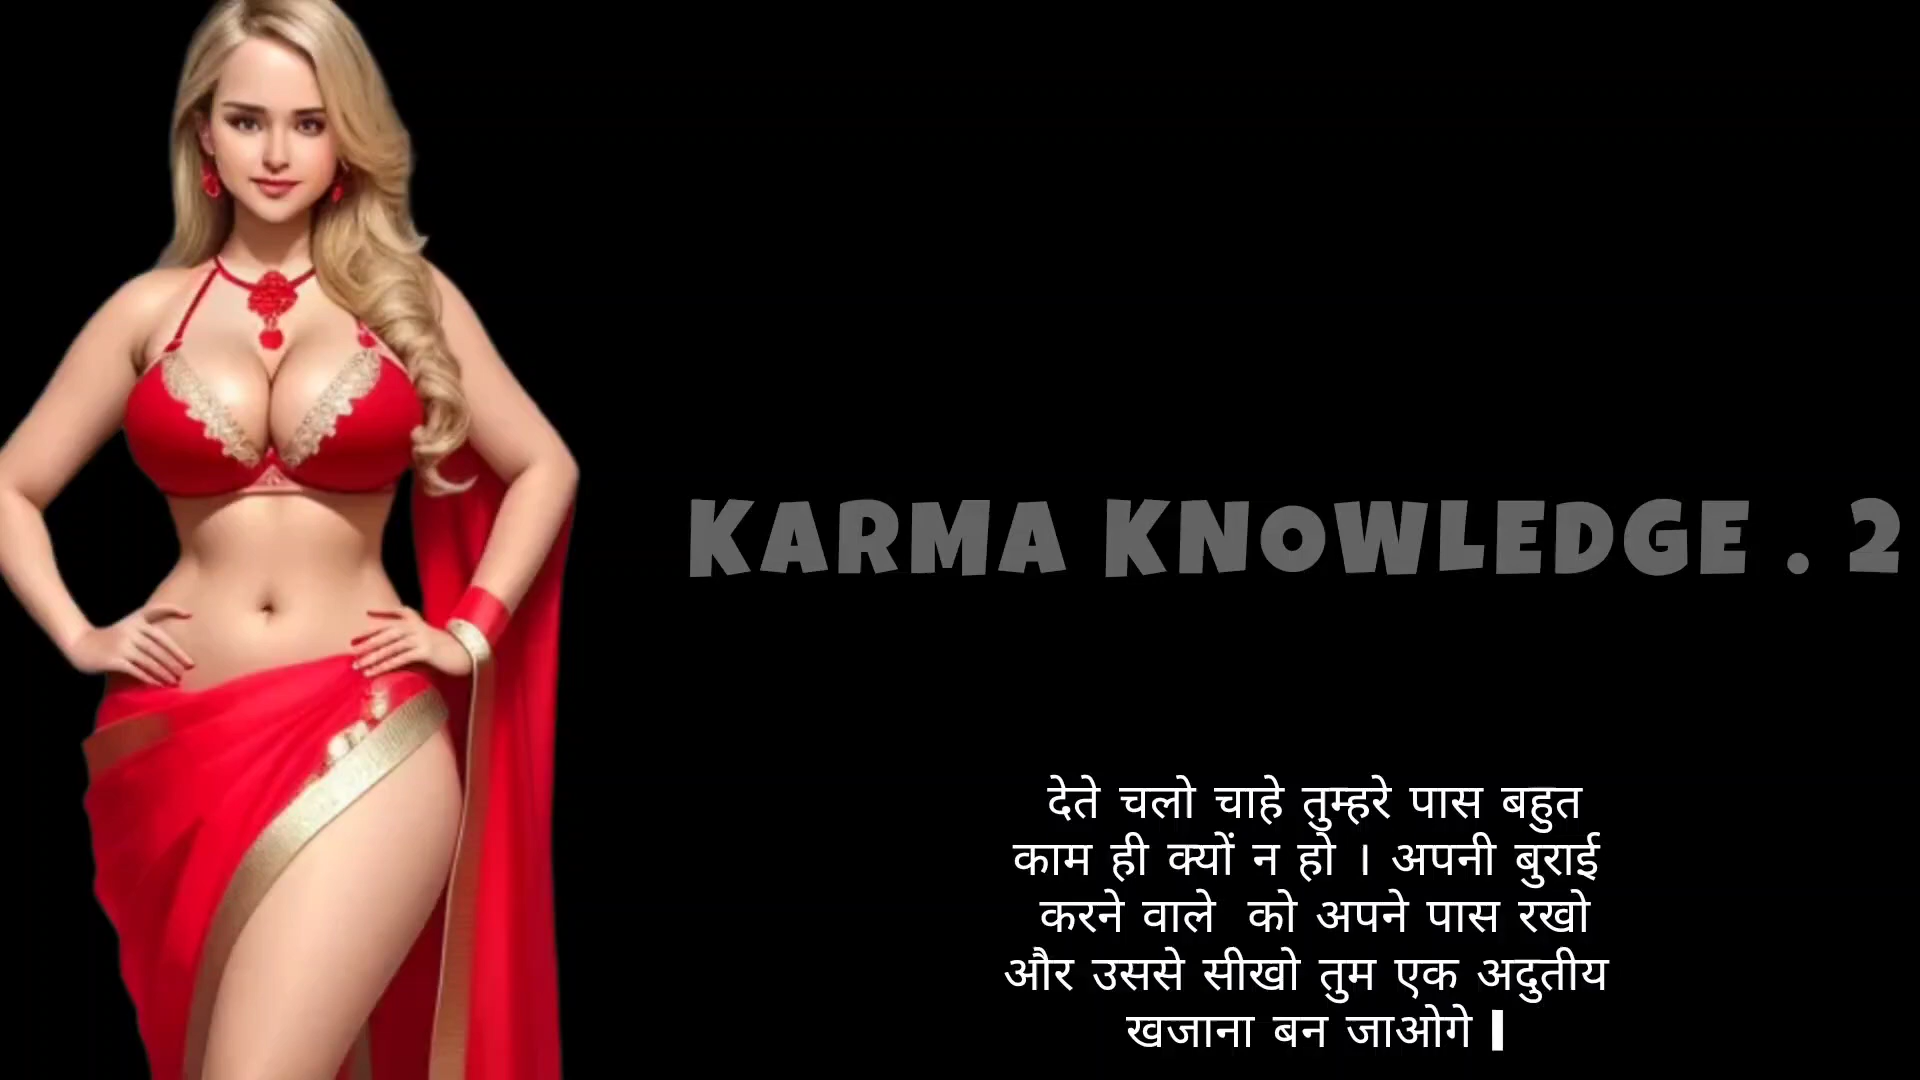 KARMA KNOWLEDGE . 2
देते चलो चाहे तुम्हरे पास बहुत
काम ही क्यों न हो । अपनी बुराई
करने वाले को अपने पास रखो
और उससे सीखो तुम एक अदुतीय
खजाना बन जाओगे